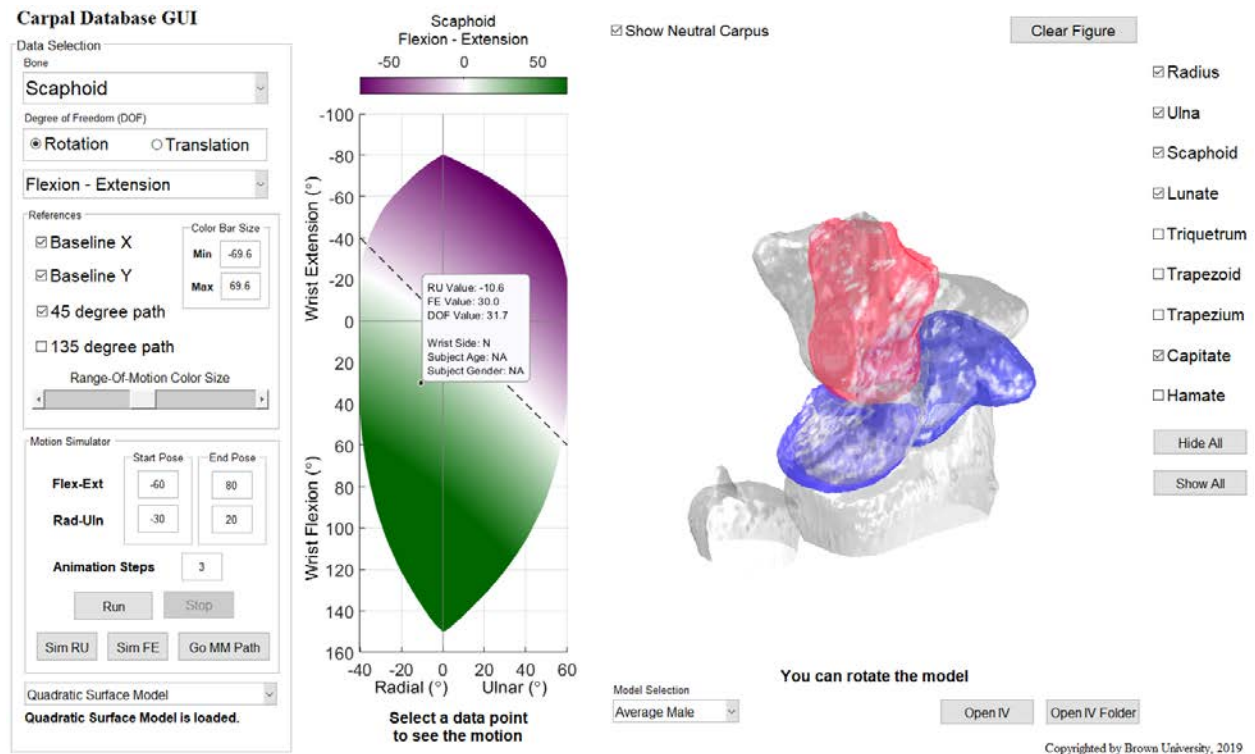 Carpal Database GUI
Data Selection
Bone
Scaphoid
Degree of Freedom (DOF)
Rotation
Translation
Flexion - Extension
References
Baseline X
Baseline Y
45 degree path
135 degree path
Color Bar Size
Min -69.6
Max 69.6
Range-Of-Motion Color Size
Motion Simulator
Start Pose End Pose
Flex-Ext -60 80
Rad-Uln -30 20
Animation Steps 3
Run Stop
Sim RU Sim FE Go MM Path
Quadratic Surface Model
Quadratic Surface Model is loaded.
Scaphoid
Flexion - Extension
-50 0 50
-100
-80
-60
-40
-20
0
20
40
60
80
100
120
140
160
Wrist Extension (°)
Wrist Flexion (°)
RU Value: -10.6
FE Value: 30.0
DOF Value: 31.7
Wrist Side: N
Subject Age: NA
Subject Gender: NA
-40 -20 0 20 40 60
Radial (°) Ulnar (°)
Select a data point
to see the motion
Show Neutral Carpus
Clear Figure
Radius
Ulna
Scaphoid
Lunate
Triquetrum
Trapezoid
Trapezium
Capitate
Hamate
Hide All
Show All
You can rotate the model
Model Selection
Average Male
Open IV Open IV Folder
Copyrighted by Brown University, 2019